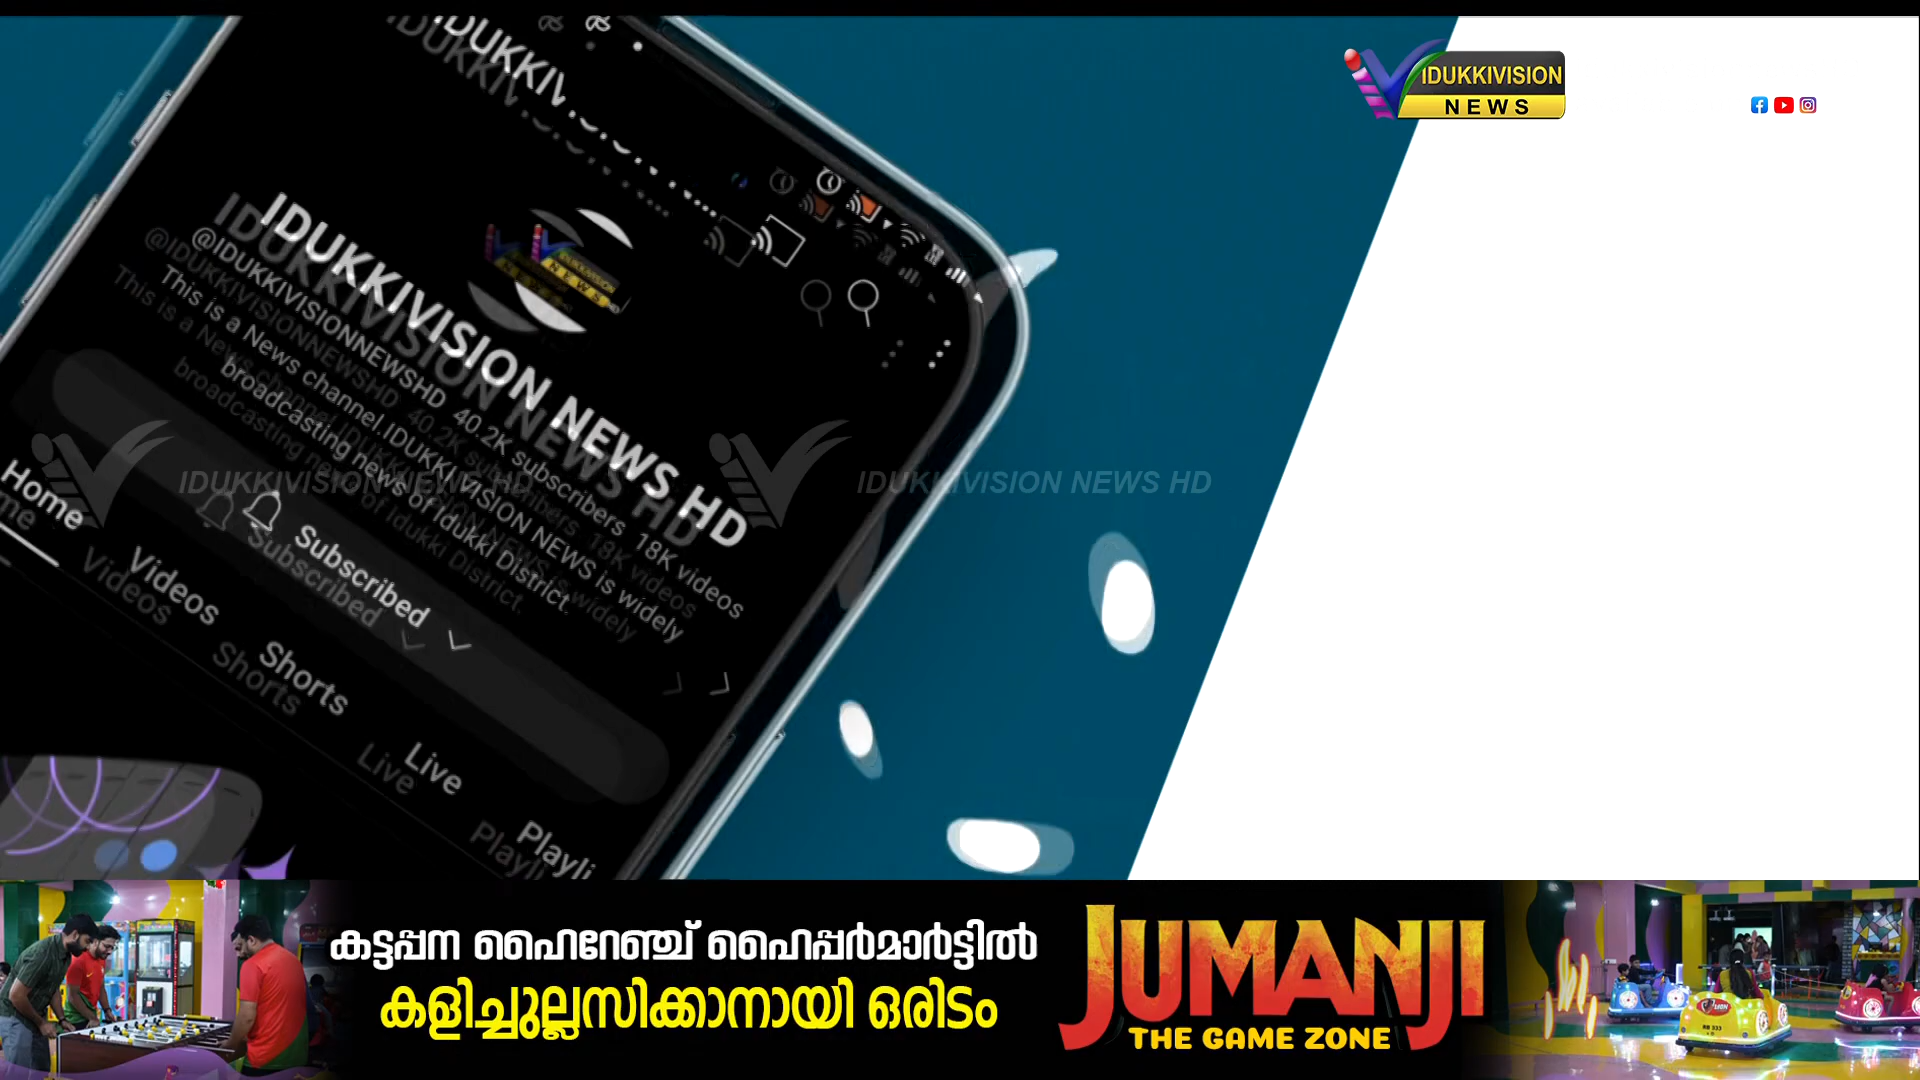 IDUKKIV
IDUKKIVISION
NEWS
IDUKKIVISION NEWS HD
@IDUKKIVISIONNEWSHD 40.2K subscribers 18K videos
This is a News channel.IDUKKI VISION NEWS is widely
broadcasting news of Idukki District.
Subscribed
Home
Videos
Shorts
Live
Playli
IDUKKIVISION NEWS HD
IDUKKIVISION NEWS HD
കട്ടപ്പന ഹൈറേഞ്ച് ഹൈപ്പർമാർട്ടിൽ
കളിച്ചുല്ലസിക്കാനായി ഒരിടം
JUMANJI
THE GAME ZONE